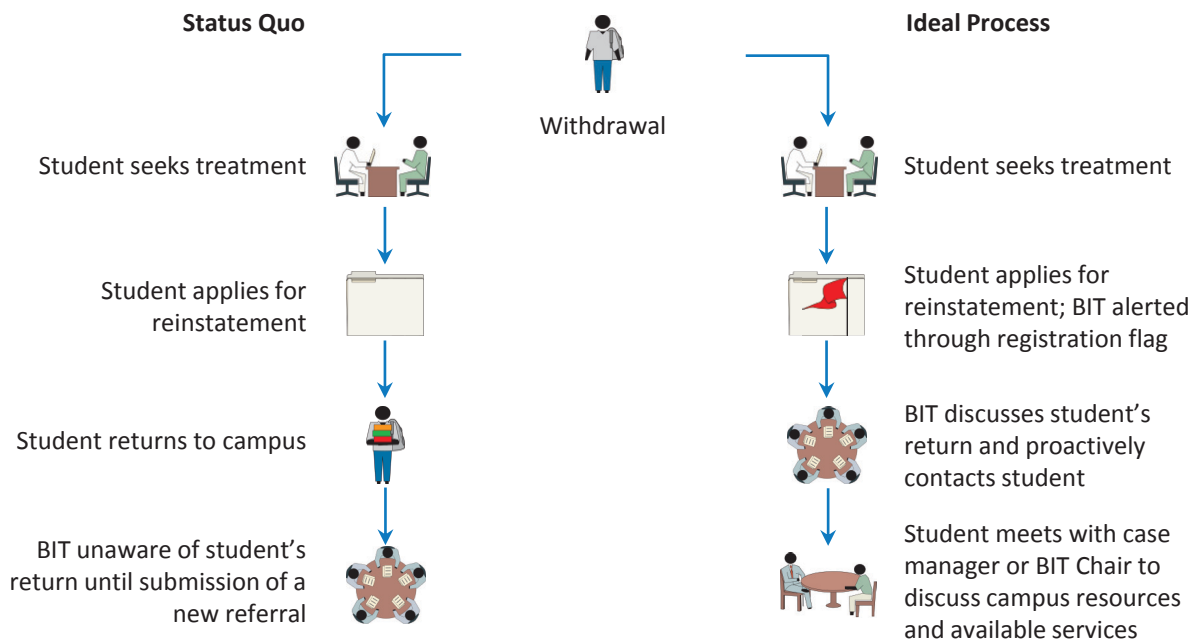 Status Quo
Ideal Process
Withdrawal
Student seeks treatment
Student seeks treatment
Student applies for
reinstatement
Student applies for
reinstatement; BIT alerted
through registration flag
Student returns to campus
BIT discusses student’s
return and proactively
contacts student
BIT unaware of student’s
return until submission of a
new referral
Student meets with case
manager or BIT Chair to
discuss campus resources
and available services